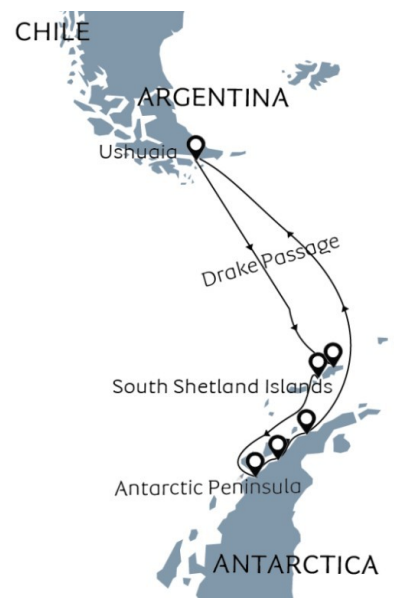 CHILE
ARGENTINA
Ushuaia
Drake Passage
South Shetland Islands
Antarctic Peninsula
ANTARCTICA